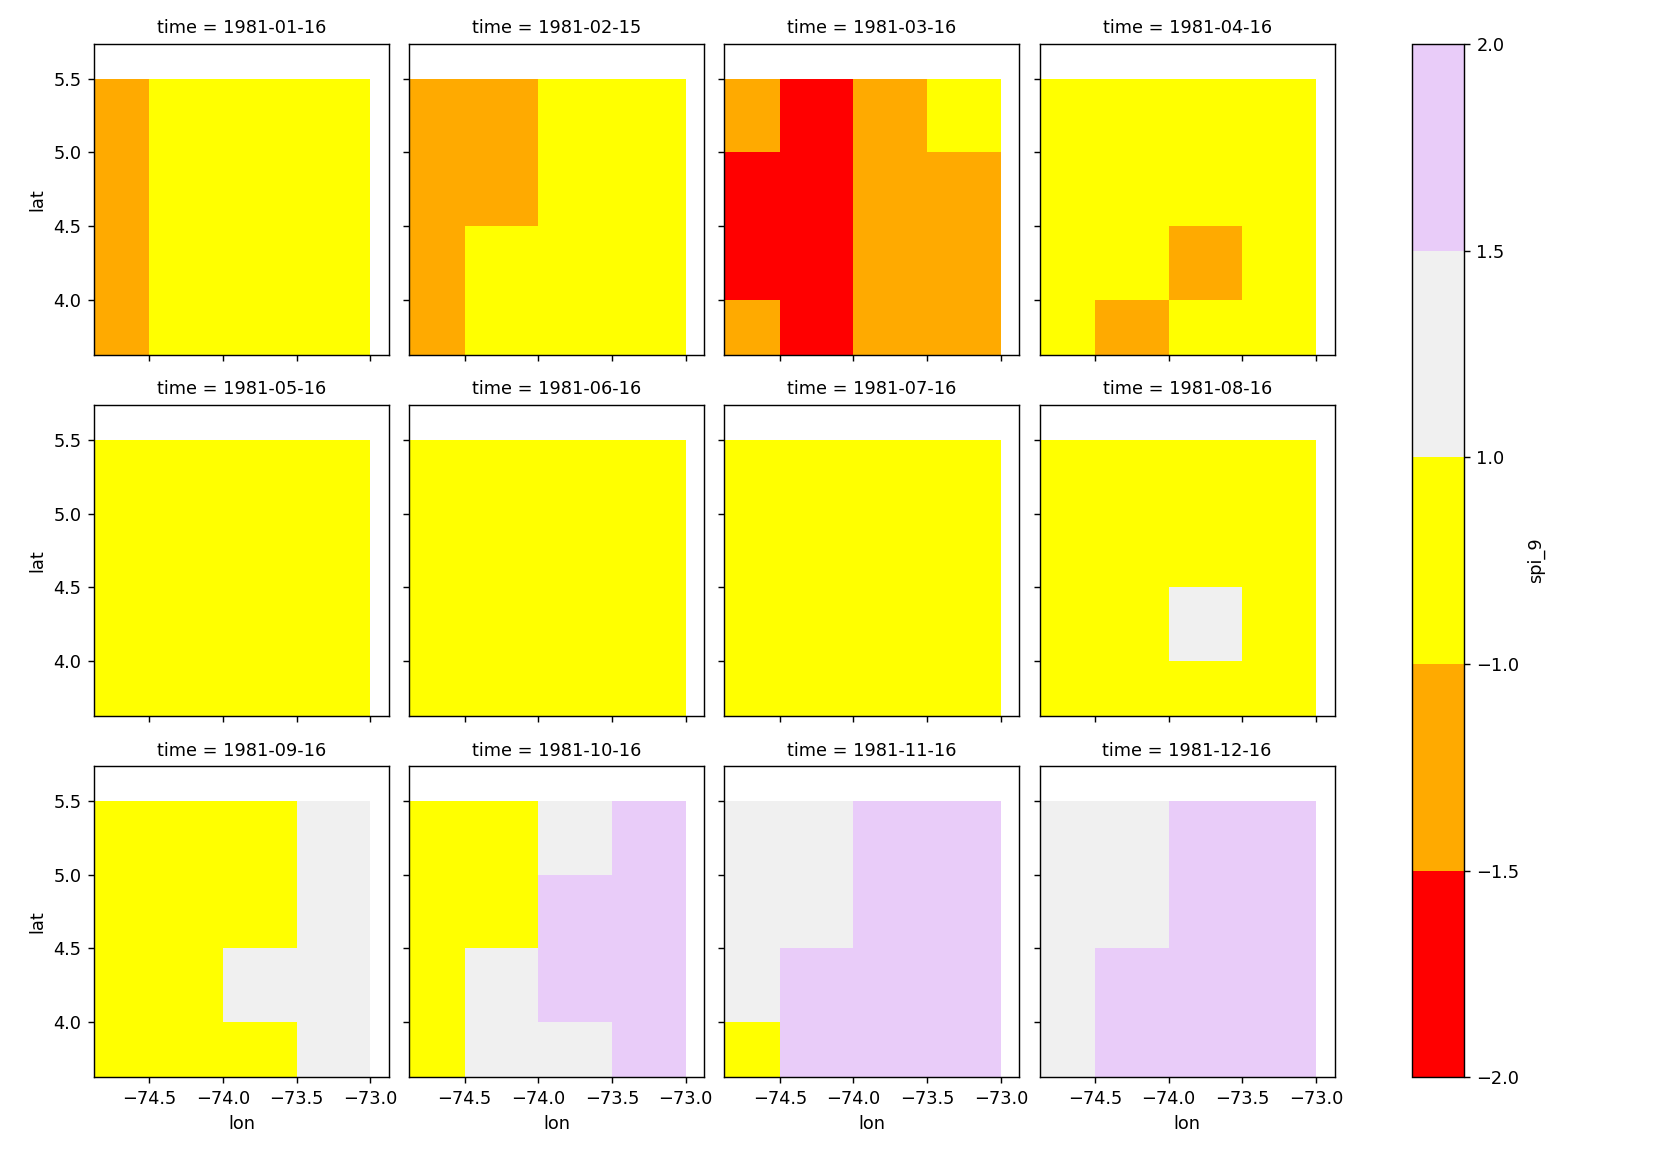 time = 1981-01-16
time = 1981-02-15
time = 1981-03-16
time = 1981-04-16
5.5
5.0
4.5
4.0
lat
time = 1981-05-16
time = 1981-06-16
time = 1981-07-16
time = 1981-08-16
5.5
5.0
4.5
4.0
lat
time = 1981-09-16
time = 1981-10-16
time = 1981-11-16
time = 1981-12-16
5.5
5.0
4.5
4.0
lat
−74.5 −74.0 −73.5 −73.0
−74.5 −74.0 −73.5 −73.0
−74.5 −74.0 −73.5 −73.0
−74.5 −74.0 −73.5 −73.0
lon
lon
lon
lon
2.0
1.5
1.0
−1.0
−1.5
−2.0
spi_9